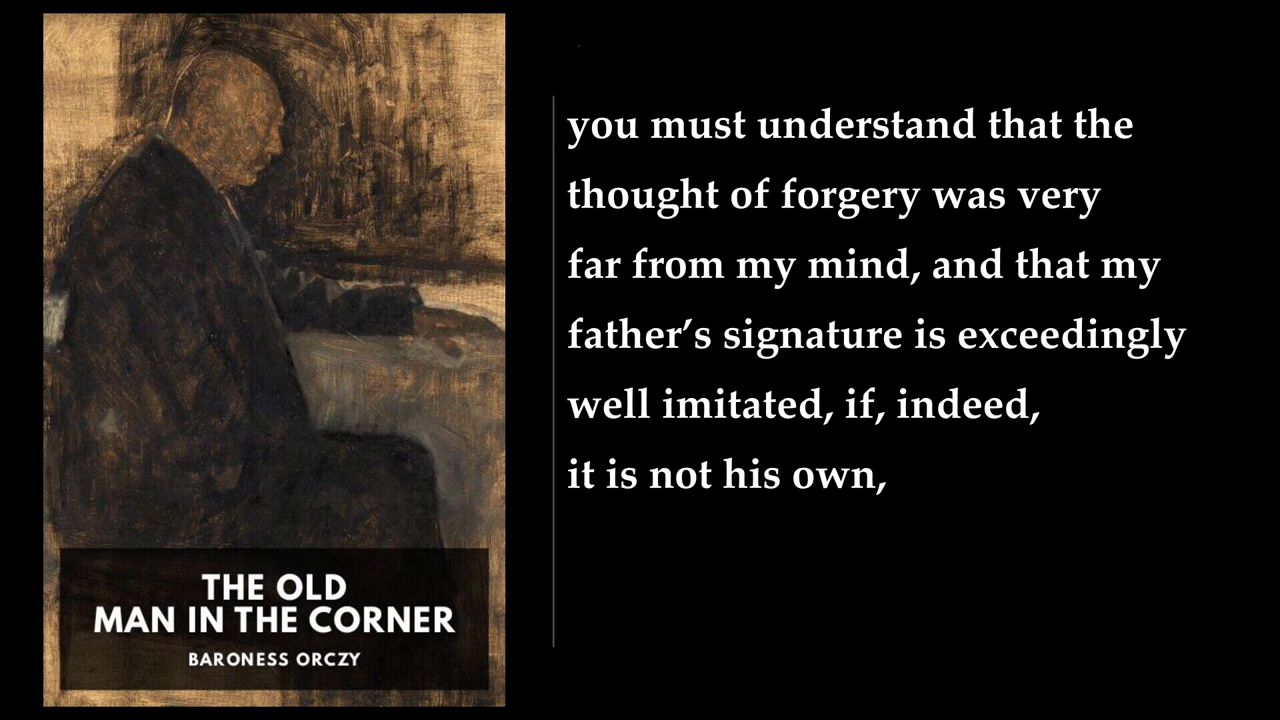 you must understand that the
thought of forgery was very
far from my mind, and that my
father’s signature is exceedingly
well imitated, if, indeed,
it is not his own,
THE OLD
MAN IN THE CORNER
BARONESS ORCZY